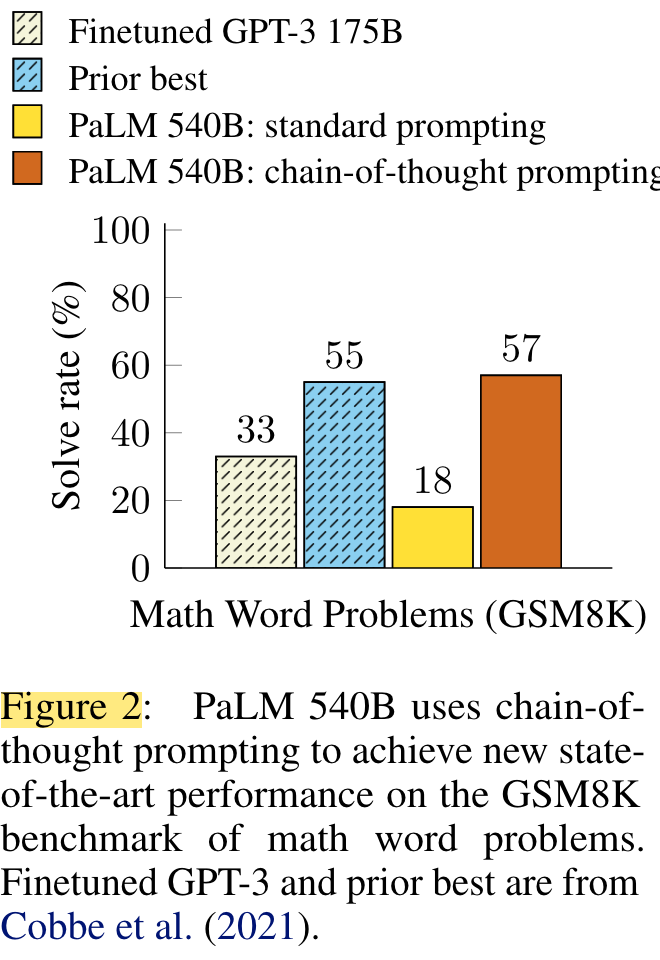 Finetuned GPT-3 175B
Prior best
PaLM 540B: standard prompting
PaLM 540B: chain-of-thought prompting
100
80
60
40
20
0
Solve rate (%)
33
55
18
57
Math Word Problems (GSM8K)
Figure 2: PaLM 540B uses chain-of-
thought prompting to achieve new state-
of-the-art performance on the GSM8K
benchmark of math word problems.
Finetuned GPT-3 and prior best are from
Cobbe et al. (2021).